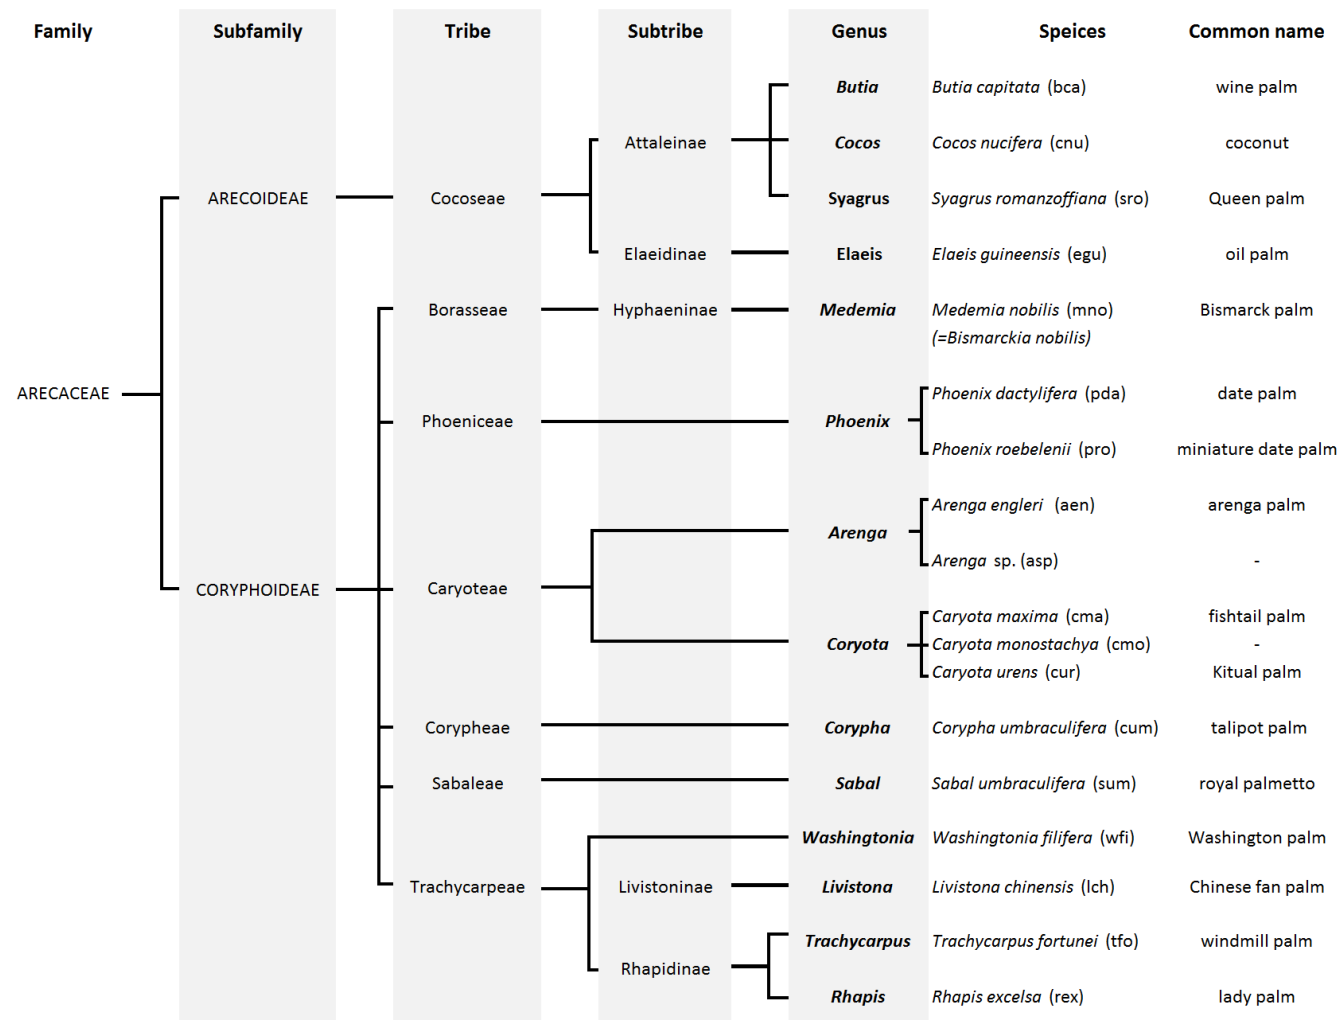 Family Subfamily Tribe Subtribe Genus Speices Common name
Butia Butia capitata (bca) wine palm
Attaleinae Cocos Cocos nucifera (cnu) coconut
ARECOIDEAE Cocoseae Syagrus Syagrus romanzoffiana (sro) Queen palm
Elaeidinae Elaeis Elaeis guineensis (egu) oil palm
Borasseae Hyphaeninae Medemia Medemia nobilis (mno) Bismarck palm
(=Bismarckia nobilis)
ARECACEAE Phoenix dactylifera (pda) date palm
Phoeniceae Phoenix
Phoenix roebelenii (pro) miniature date palm
Arenga engleri (aen) arenga palm
Arenga
Arenga sp. (asp) -
CORYPHOIDEAE Caryoteae
Caryota maxima (cma) fishtail palm
Coryota Caryota monostachya (cmo) -
Caryota urens (cur) Kitual palm
Corypheae Corypha Corypha umbraculifera (cum) talipot palm
Sabaleae Sabal Sabal umbraculifera (sum) royal palmetto
Washingtonia Washingtonia filifera (wfi) Washington palm
Trachycarpeae Livistoninae Livistona Livistona chinensis (lch) Chinese fan palm
Trachycarpus Trachycarpus fortunei (tfo) windmill palm
Rhapidinae
Rhapis Rhapis excelsa (rex) lady palm